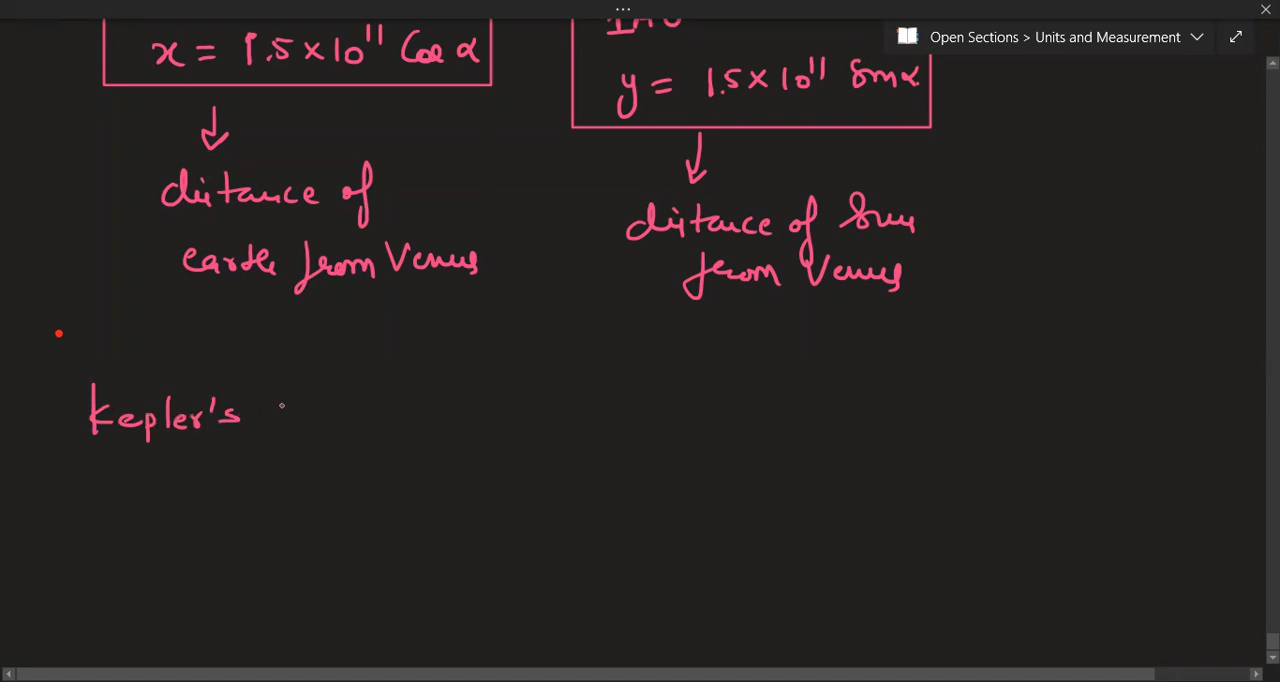 Open Sections > Units and Measurement
x = 1.5 × 10¹¹ Cos α
y = 1.5 × 10¹¹ Sin α
distance of
earth from Venus
distance of Sun
from Venus
Kepler's